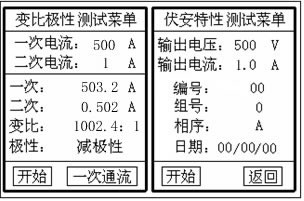 变比极性测试菜单
一次电流: 500 A
二次电流: 1 A
一次: 503.2 A
二次: 0.502 A
变比: 1002.4: 1
极性: 减极性
开始 一次通流
伏安特性测试菜单
输出电压: 500 V
输出电流: 1.0 A
编号: 00
组号: 0
相序: A
日期: 00/00/00
开始 返回